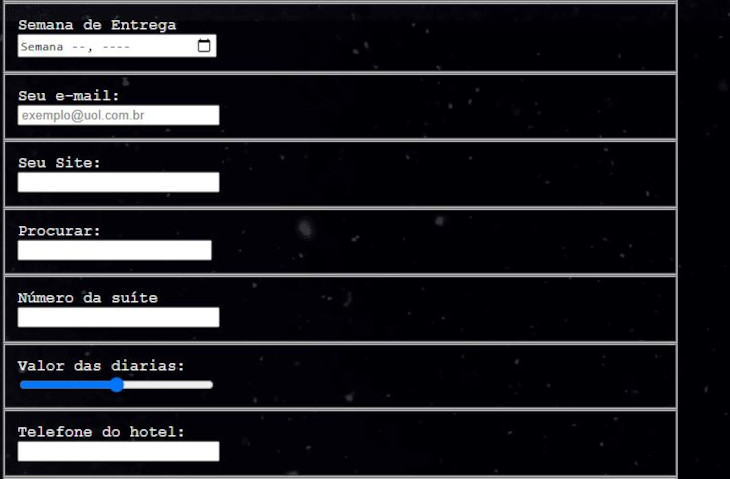 Semana de Entrega
Semana --, ----
Seu e-mail:
exemplo@uol.com.br
Seu Site:
Procurar:
Número da suíte
Valor das diarias:
Telefone do hotel: